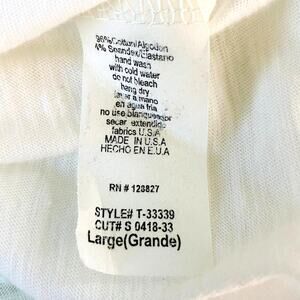 96%Cotton/Algodon
4% Spandex/Elastano
hand wash
with cold water
do not bleach
hang dry
lavar a mano
en agua fria
no use blanqueador
secar extendido
fabrics U.S.A
MADE IN U.S.A
HECHO EN E.U.A
RN # 128827
STYLE# T-33339
CUT# S 0418-33
Large(Grande)